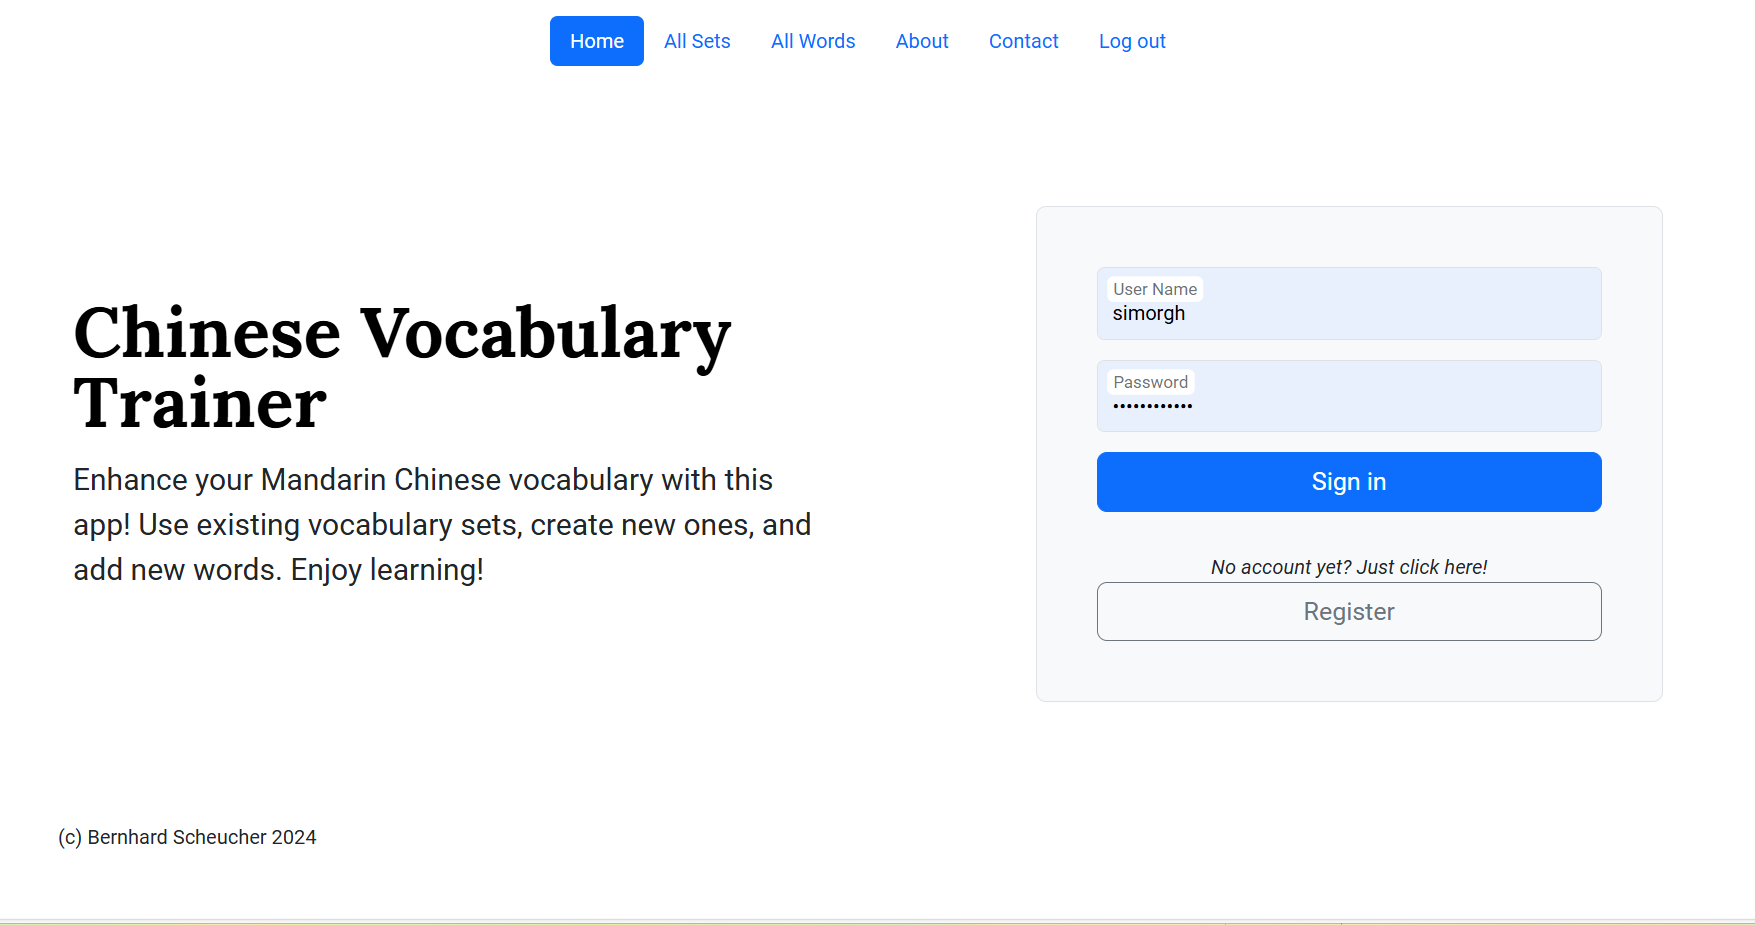 Home All Sets All Words About Contact Log out
Chinese Vocabulary
Trainer
Enhance your Mandarin Chinese vocabulary with this
app! Use existing vocabulary sets, create new ones, and
add new words. Enjoy learning!
User Name
simorgh
Password
••••••••••••
Sign in
No account yet? Just click here!
Register
(c) Bernhard Scheucher 2024